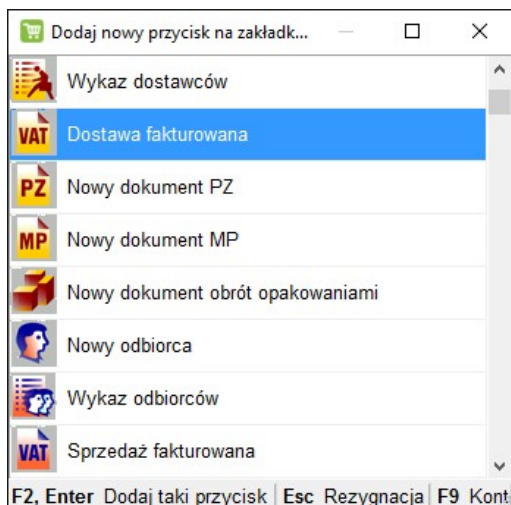 Dodaj nowy przycisk na zakładk...
Wykaz dostawców
VAT Dostawa fakturowana
PZ Nowy dokument PZ
MP Nowy dokument MP
Nowy dokument obrót opakowaniami
Nowy odbiorca
Wykaz odbiorców
VAT Sprzedaż fakturowana
F2, Enter Dodaj taki przycisk Esc Rezygnacja F9 Kont